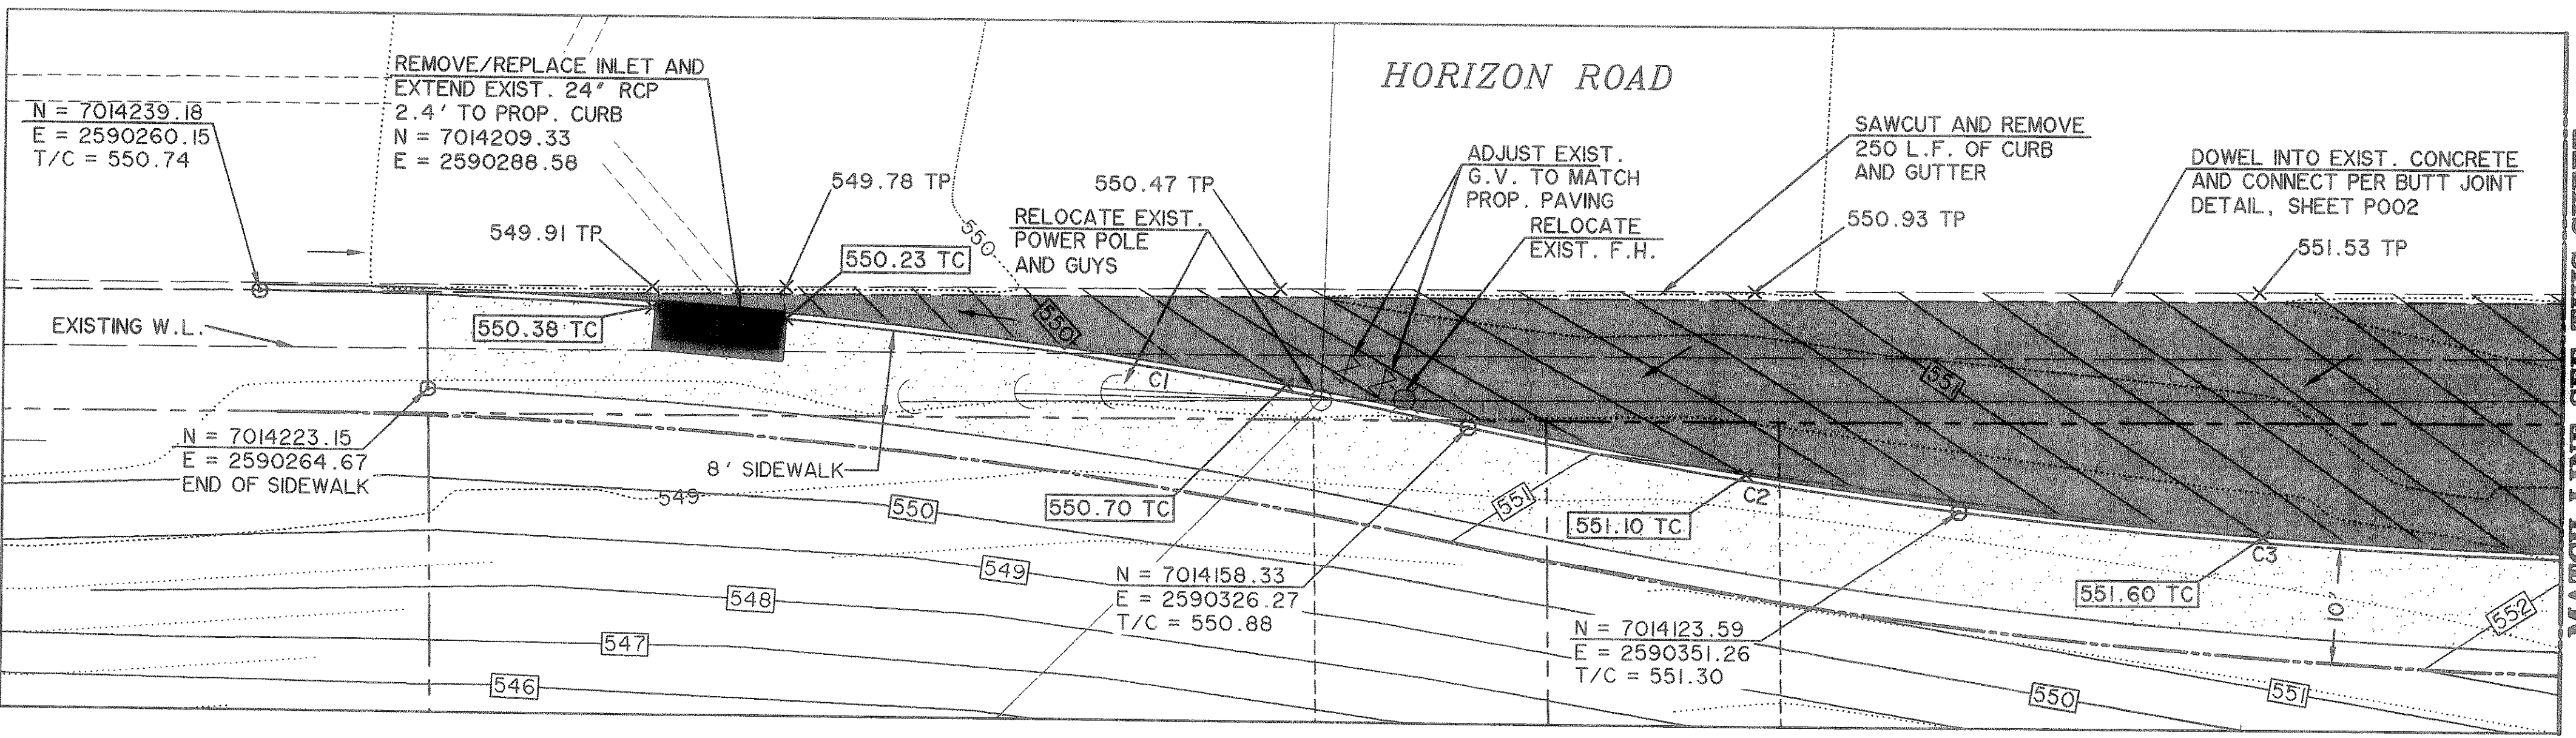 HORIZON ROAD
REMOVE/REPLACE INLET AND
EXTEND EXIST. 24" RCP
2.4' TO PROP. CURB
N = 7014209.33
E = 2590288.58
N = 7014239.18
E = 2590260.15
T/C = 550.74
549.91 TP
549.78 TP
550
550.47 TP
RELOCATE EXIST.
POWER POLE
AND GUYS
ADJUST EXIST.
G.V. TO MATCH
PROP. PAVING
RELOCATE
EXIST. F.H.
SAWCUT AND REMOVE
250 L.F. OF CURB
AND GUTTER
550.93 TP
DOWEL INTO EXIST. CONCRETE
AND CONNECT PER BUTT JOINT
DETAIL, SHEET P002
551.53 TP
550.23 TC
550.38 TC
EXISTING W.L.
550
C1
551
N = 7014223.15
E = 2590264.67
END OF SIDEWALK
8' SIDEWALK
549
550
550.70 TC
551
551.10 TC
C2
C3
549
548
547
546
N = 7014158.33
E = 2590326.27
T/C = 550.88
N = 7014123.59
E = 2590351.26
T/C = 551.30
551.60 TC
10'
552
550
551